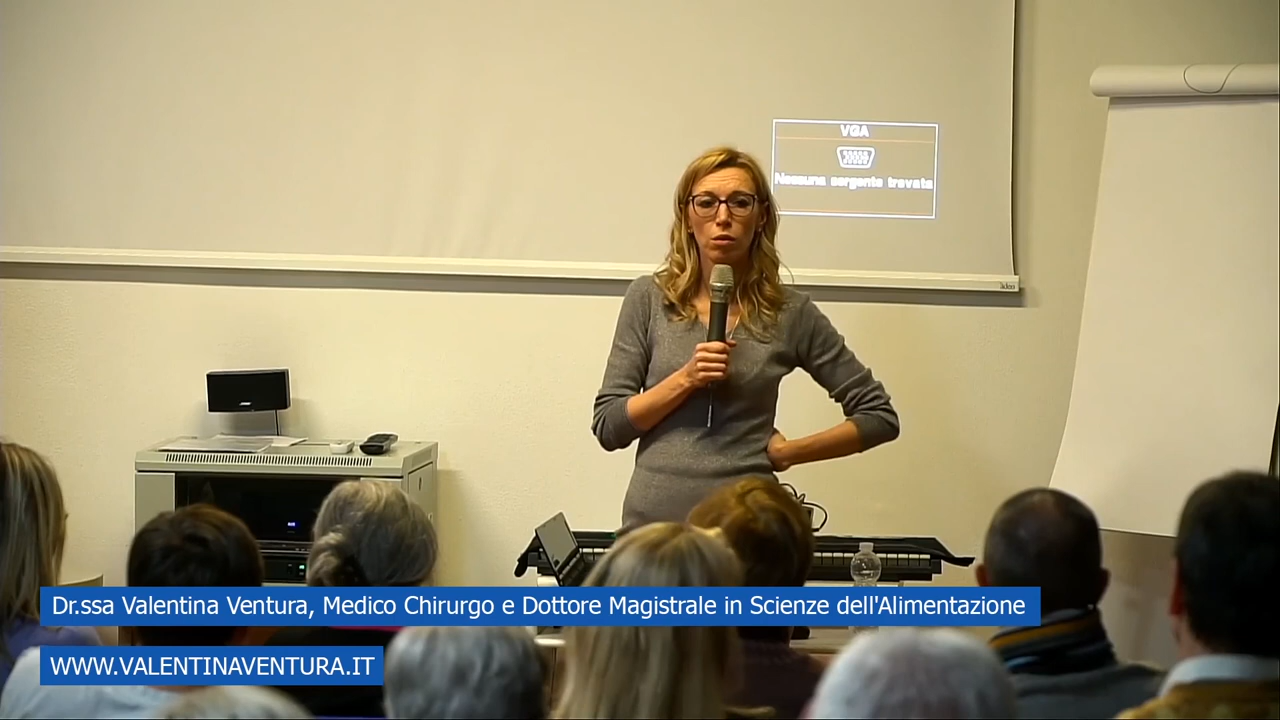 VGA
Nessuna sorgente trovata
adeo
Dr.ssa Valentina Ventura, Medico Chirurgo e Dottore Magistrale in Scienze dell'Alimentazione
WWW.VALENTINAVENTURA.IT